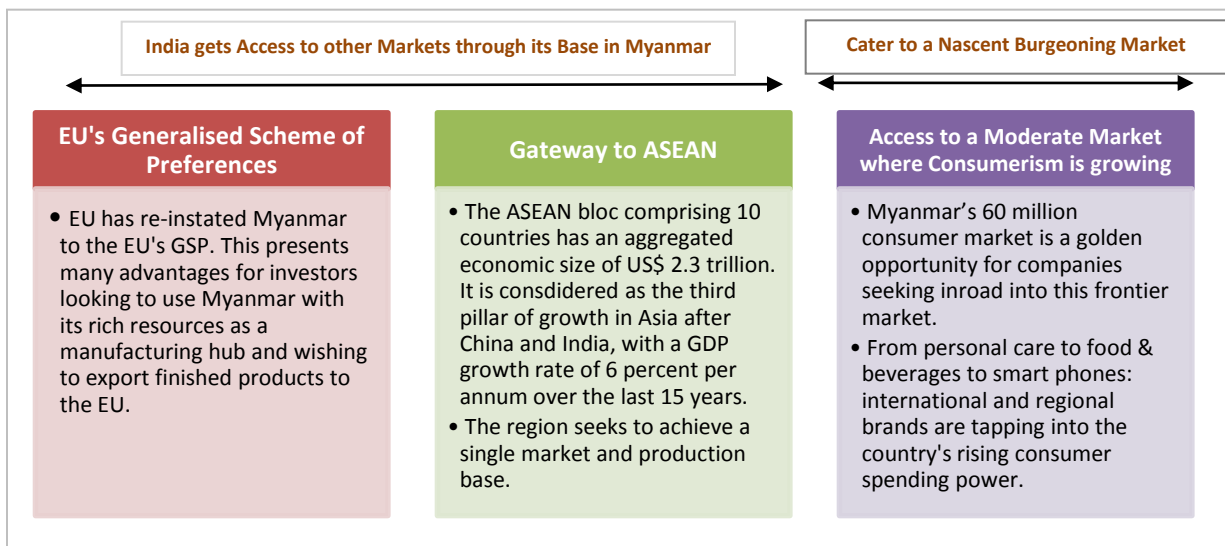 India gets Access to other Markets through its Base in Myanmar
Cater to a Nascent Burgeoning Market
EU's Generalised Scheme of
Preferences
• EU has re-instated Myanmar
to the EU's GSP. This presents
many advantages for investors
looking to use Myanmar with
its rich resources as a
manufacturing hub and wishing
to export finished products to
the EU.
Gateway to ASEAN
• The ASEAN bloc comprising 10
countries has an aggregated
economic size of US$ 2.3 trillion.
It is consdidered as the third
pillar of growth in Asia after
China and India, with a GDP
growth rate of 6 percent per
annum over the last 15 years.
• The region seeks to achieve a
single market and production
base.
Access to a Moderate Market
where Consumerism is growing
• Myanmar’s 60 million
consumer market is a golden
opportunity for companies
seeking inroad into this frontier
market.
• From personal care to food &
beverages to smart phones:
international and regional
brands are tapping into the
country's rising consumer
spending power.